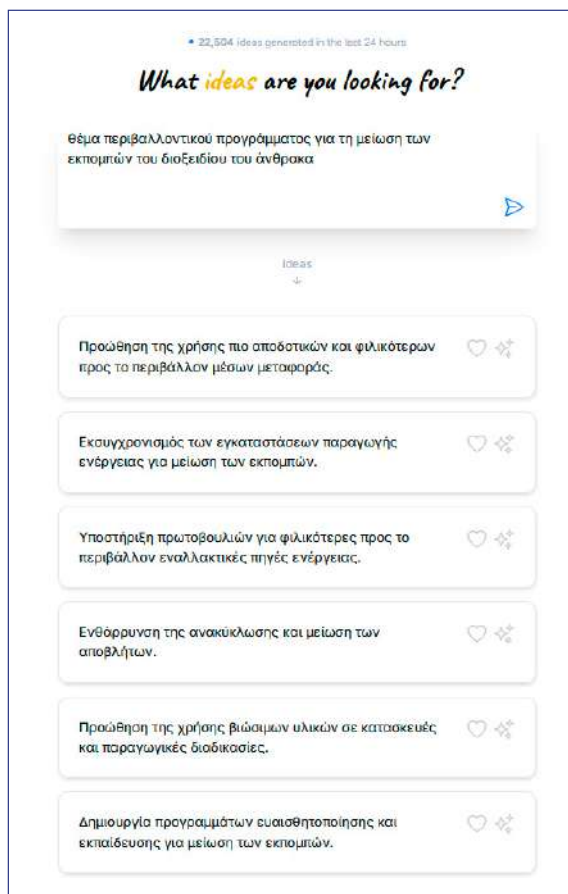 22,504 ideas generated in the last 24 hours
What ideas are you looking for?
θέμα περιβαλλοντικού προγράμματος για τη μείωση των
εκπομπών του διοξειδίου του άνθρακα
Ideas
Προώθηση της χρήσης πιο αποδοτικών και φιλικότερων
προς το περιβάλλον μέσων μεταφοράς.
Εκσυγχρονισμός των εγκαταστάσεων παραγωγής
ενέργειας για μείωση των εκπομπών.
Υποστήριξη πρωτοβουλιών για φιλικότερες προς το
περιβάλλον εναλλακτικές πηγές ενέργειας.
Ενθάρρυνση της ανακύκλωσης και μείωση των
αποβλήτων.
Προώθηση της χρήσης βιώσιμων υλικών σε κατασκευές
και παραγωγικές διαδικασίες.
Δημιουργία προγραμμάτων ευαισθητοποίησης και
εκπαίδευσης για μείωση των εκπομπών.